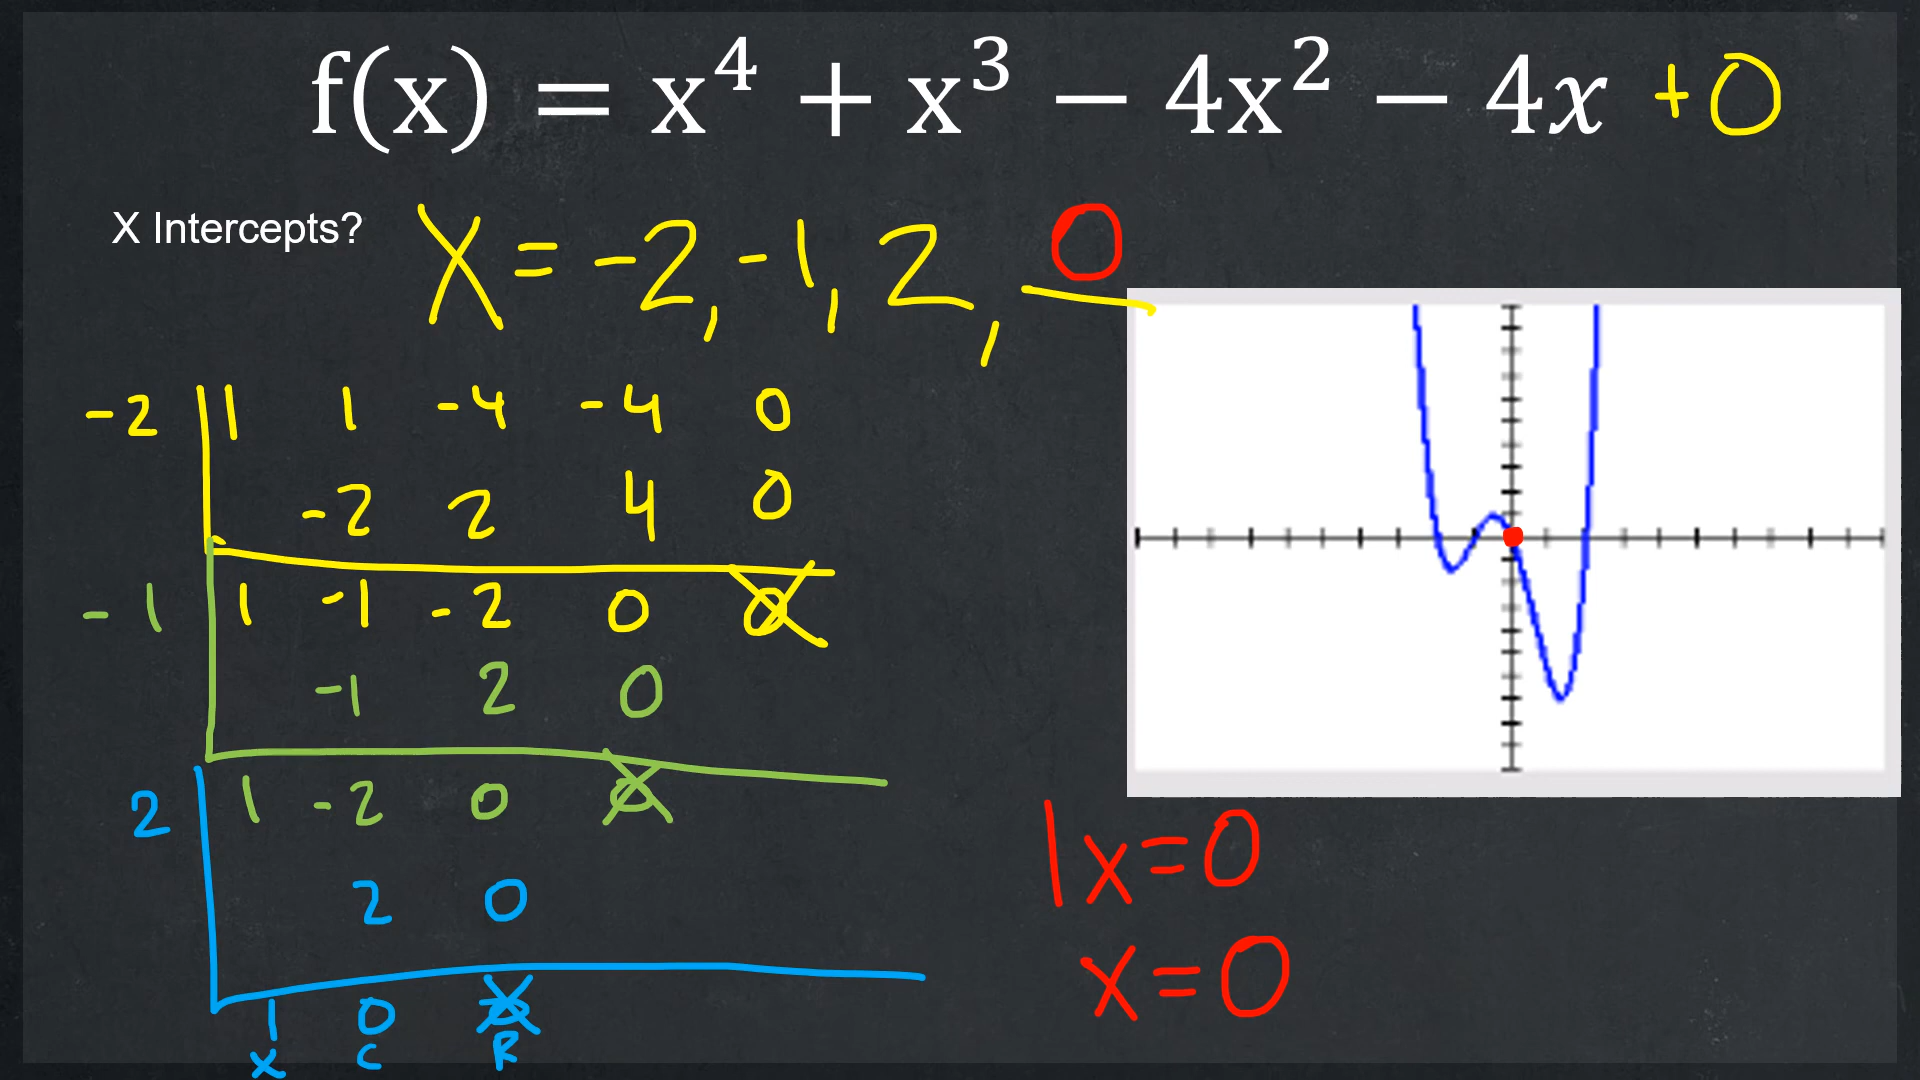 f(x) = x⁴ + x³ − 4x² − 4x +0
X Intercepts? X = -2, -1, 2, 0
-2 1 1 -4 -4 0
-2 2 4 0
-1 1 -1 -2 0 0
-1 2 0
2 1 -2 0 0
2 0
1 0 0
x C R
1x=0
x=0